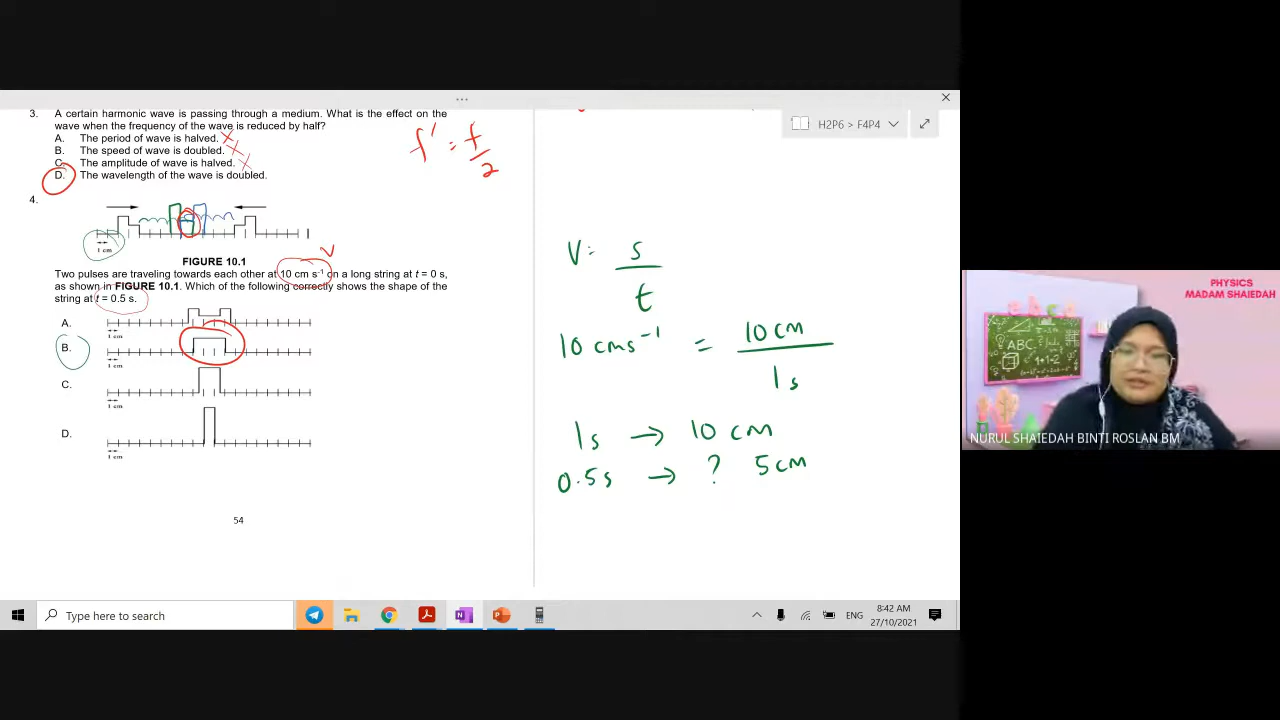 3. A certain harmonic wave is passing through a medium. What is the effect on the
wave when the frequency of the wave is reduced by half?
A. The period of wave is halved.
B. The speed of wave is doubled.
C. The amplitude of wave is halved.
D. The wavelength of the wave is doubled.
f' = f/2
4.
1 cm
FIGURE 10.1
v
Two pulses are traveling towards each other at 10 cm s⁻¹ on a long string at t = 0 s,
as shown in FIGURE 10.1. Which of the following correctly shows the shape of the
string at t = 0.5 s.
A.
1 cm
B.
1 cm
C.
1 cm
D.
1 cm
54
H2P6 > F4P4
v = s
t
10 cms⁻¹ = 10 cm
1 s
1s → 10 cm
0.5s → ? 5 cm
PHYSICS
MADAM SHAIEDAH
ABC
1+1=2
NURUL SHAIEDAH BINTI ROSLAN BM
Type here to search
ENG
8:42 AM
27/10/2021